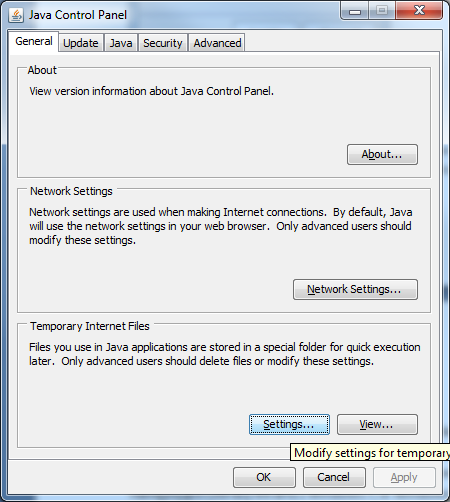 Java Control Panel
General Update Java Security Advanced
About
View version information about Java Control Panel.
About...
Network Settings
Network settings are used when making Internet connections. By default, Java
will use the network settings in your web browser. Only advanced users should
modify these settings.
Network Settings...
Temporary Internet Files
Files you use in Java applications are stored in a special folder for quick execution
later. Only advanced users should delete files or modify these settings.
Settings... View...
Modify settings for temporary
OK Cancel Apply